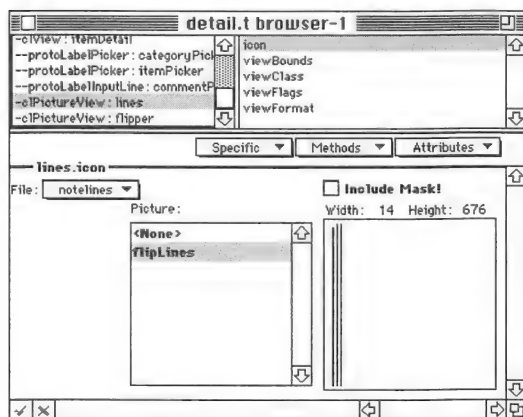 detail.t browser-1
-clView : itemDetail
--protoLabelPicker : categoryPick
--protoLabelPicker : itemPicker
--protoLabelInputLine : commentP
-clPictureView : lines
-clPictureView : flipper
icon
viewBounds
viewClass
viewFlags
viewFormat
Specific Methods Attributes
lines.icon
File: notelines
Include Mask!
Picture:
Width: 14 Height: 676
<None>
flipLines